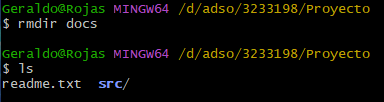 Geraldo@Rojas MINGW64 /d/adso/3233198/Proyecto
$ rmdir docs
Geraldo@Rojas MINGW64 /d/adso/3233198/Proyecto
$ ls
readme.txt  src/